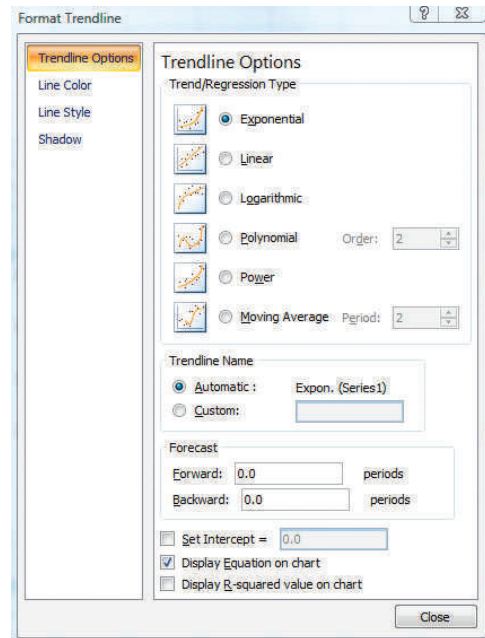 Format Trendline
Trendline Options
Line Color
Line Style
Shadow
Trendline Options
Trend/Regression Type
Exponential
Linear
Logarithmic
Polynomial Order: 2
Power
Moving Average Period: 2
Trendline Name
Automatic : Expon. (Series1)
Custom:
Forecast
Forward: 0.0 periods
Backward: 0.0 periods
Set Intercept = 0.0
Display Equation on chart
Display R-squared value on chart
Close